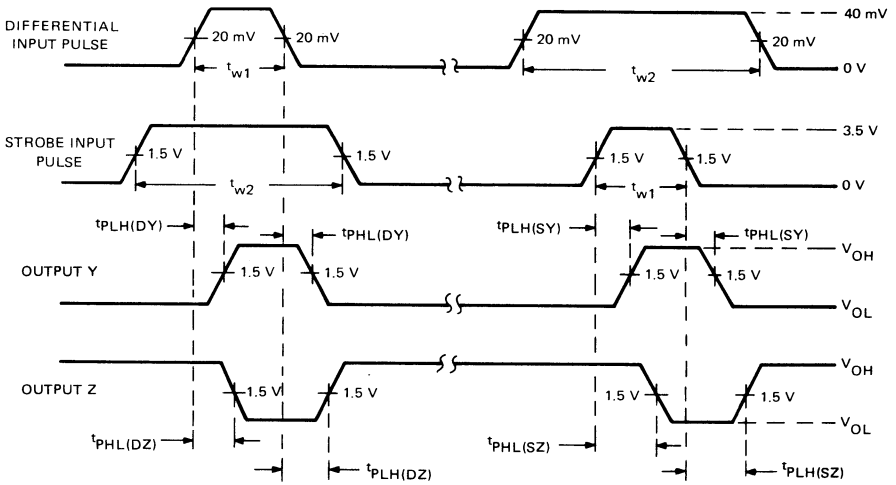 DIFFERENTIAL
INPUT PULSE
20 mV
20 mV
tw1
20 mV
20 mV
tw2
40 mV
0 V
STROBE INPUT
PULSE
1.5 V
1.5 V
tw2
1.5 V
1.5 V
tw1
3.5 V
0 V
tPLH(DY)
tPHL(DY)
tPLH(SY)
tPHL(SY)
OUTPUT Y
1.5 V
1.5 V
1.5 V
1.5 V
VOH
VOL
OUTPUT Z
1.5 V
1.5 V
1.5 V
1.5 V
VOH
VOL
tPHL(DZ)
tPLH(DZ)
tPHL(SZ)
tPLH(SZ)